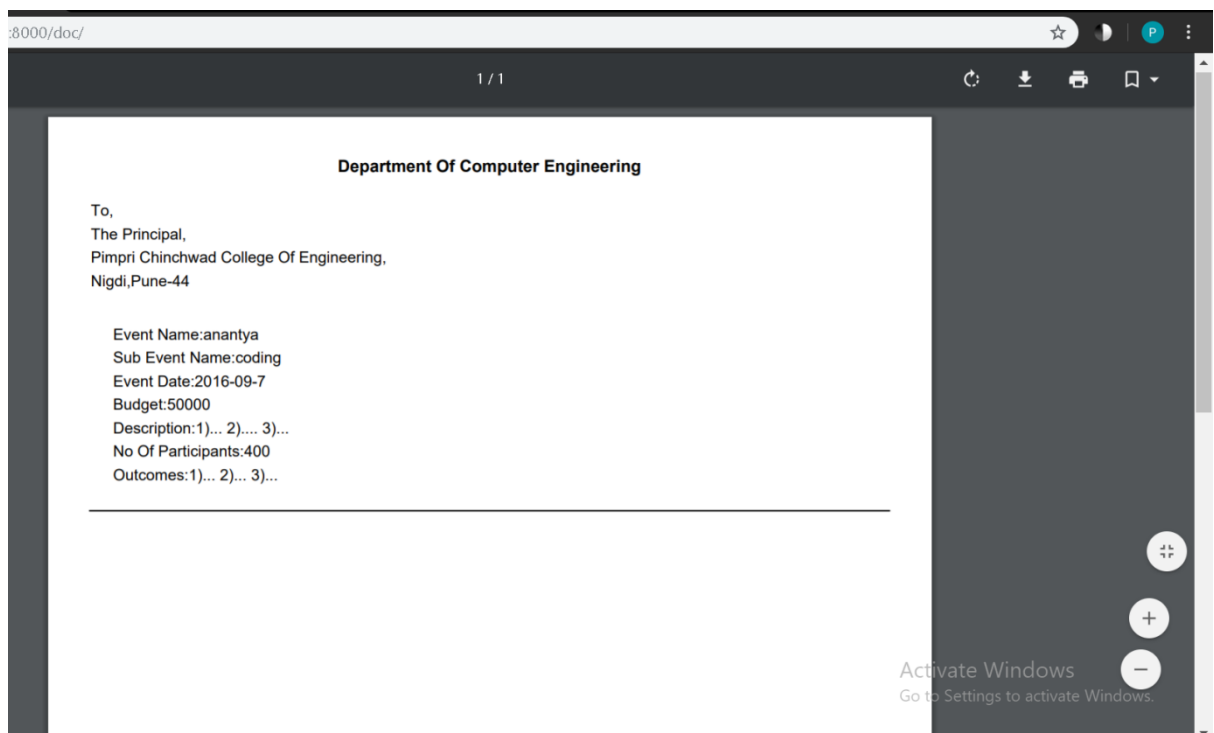 :8000/doc/
P
1 / 1
Department Of Computer Engineering
To,
The Principal,
Pimpri Chinchwad College Of Engineering,
Nigdi,Pune-44
Event Name:anantya
Sub Event Name:coding
Event Date:2016-09-7
Budget:50000
Description:1)... 2).... 3)...
No Of Participants:400
Outcomes:1)... 2)... 3)...
Activate Windows
Go to Settings to activate Windows.